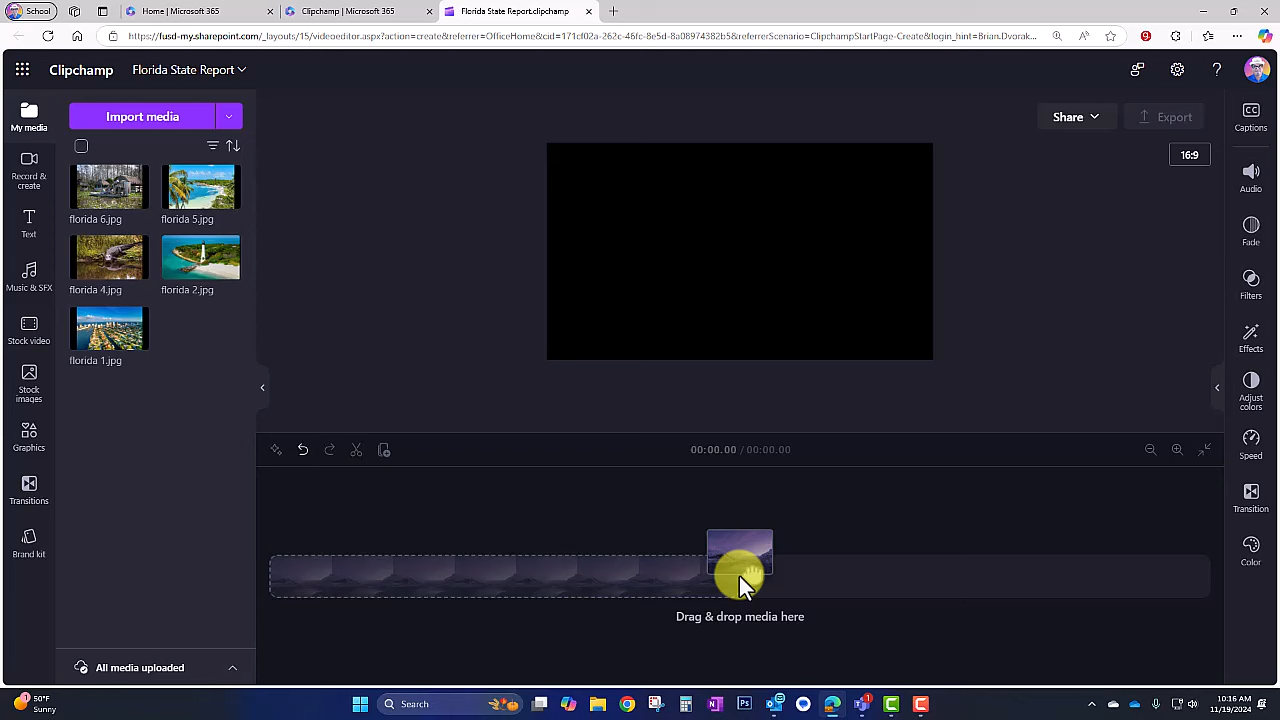 School
Home | Microsoft 365
Clipchamp | Microsoft 365
Florida State Report.clipchamp
https://fusd-my.sharepoint.com/_layouts/15/videoeditor.aspx?action=create&referrer=OfficeHome&cid=171cf02a-262c-46fc-8e5d-8a08974382b5&referrerScenario=ClipchampStartPage-Create&login_hint=Brian.Dvorak...
Clipchamp
Florida State Report
My media
Record &
create
Text
Music & SFX
Stock video
Stock
images
Graphics
Transitions
Brand kit
Import media
florida 6.jpg
florida 5.jpg
florida 4.jpg
florida 2.jpg
florida 1.jpg
All media uploaded
Share
Export
16:9
00:00.00 / 00:00.00
Drag & drop media here
CC
Captions
Audio
Fade
Filters
Effects
Adjust
colors
Speed
Transition
Color
50°F
Sunny
Search
10:16 AM
11/19/2024